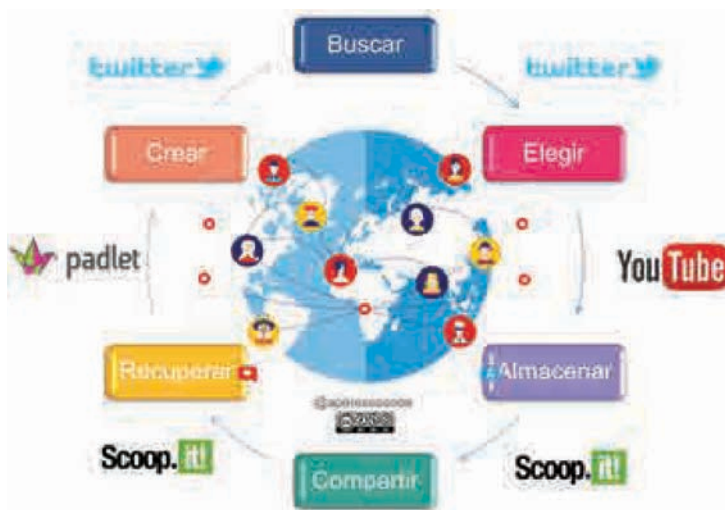 Buscar
twitter
twitter
Crear
Elegir
padlet
YouTube
Recuperar
Almacenar
Scoop.it!
Scoop.it!
Compartir